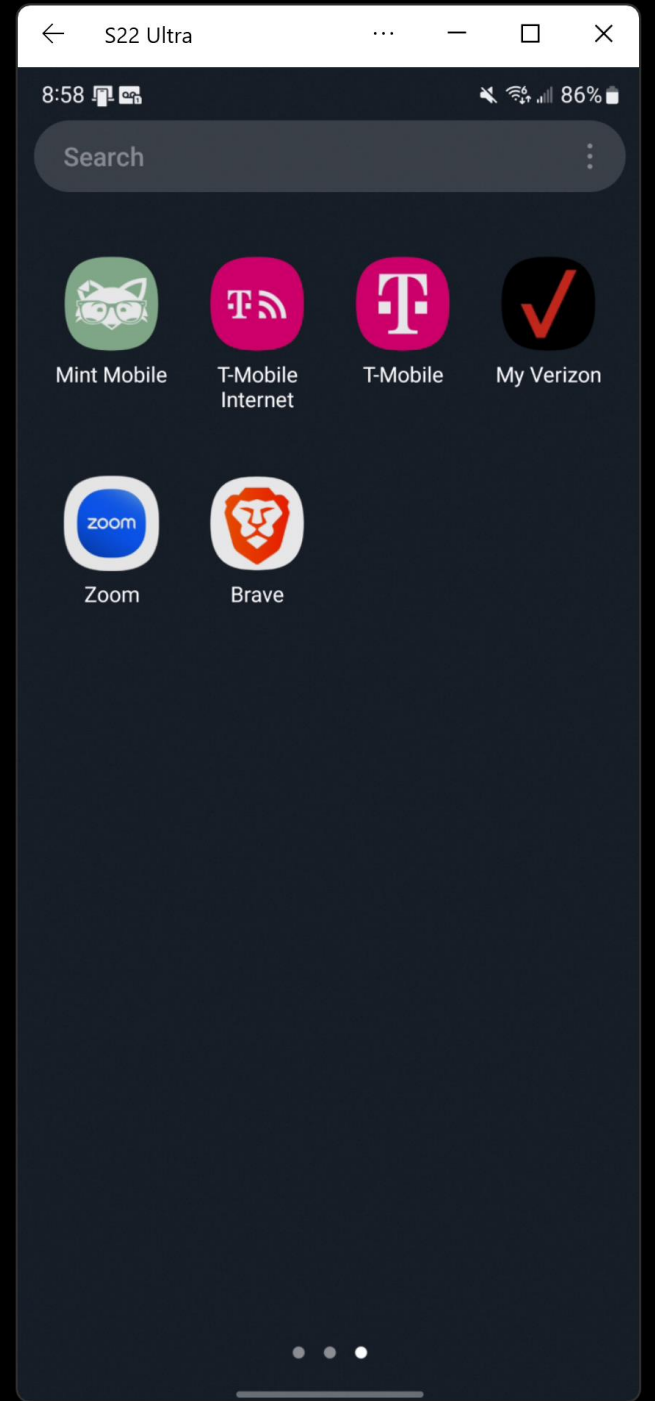 S22 Ultra
8:58
86%
Search
Mint Mobile
T-Mobile Internet
T-Mobile
My Verizon
zoom
Zoom
Brave